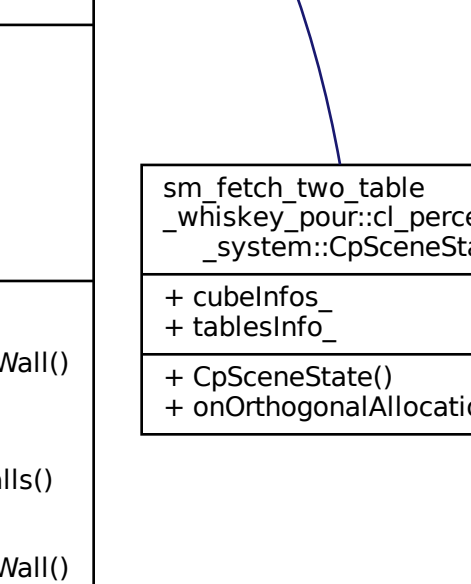 Wall()
lls()
Wall()
sm_fetch_two_table
_whiskey_pour::cl_perce
_system::CpSceneSta
+ cubeInfos_
+ tablesInfo_
+ CpSceneState()
+ onOrthogonalAllocatio